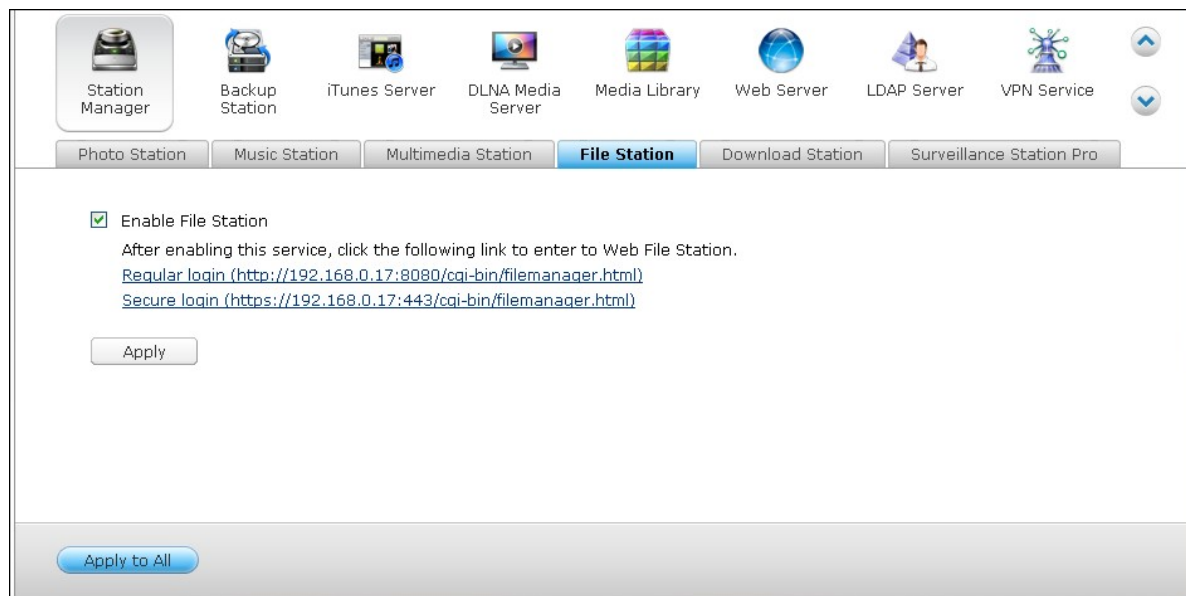 Station Manager
Backup Station
iTunes Server
DLNA Media Server
Media Library
Web Server
LDAP Server
VPN Service
Photo Station
Music Station
Multimedia Station
File Station
Download Station
Surveillance Station Pro
Enable File Station
After enabling this service, click the following link to enter to Web File Station.
Regular login (http://192.168.0.17:8080/cgi-bin/filemanager.html)
Secure login (https://192.168.0.17:443/cgi-bin/filemanager.html)
Apply
Apply to All